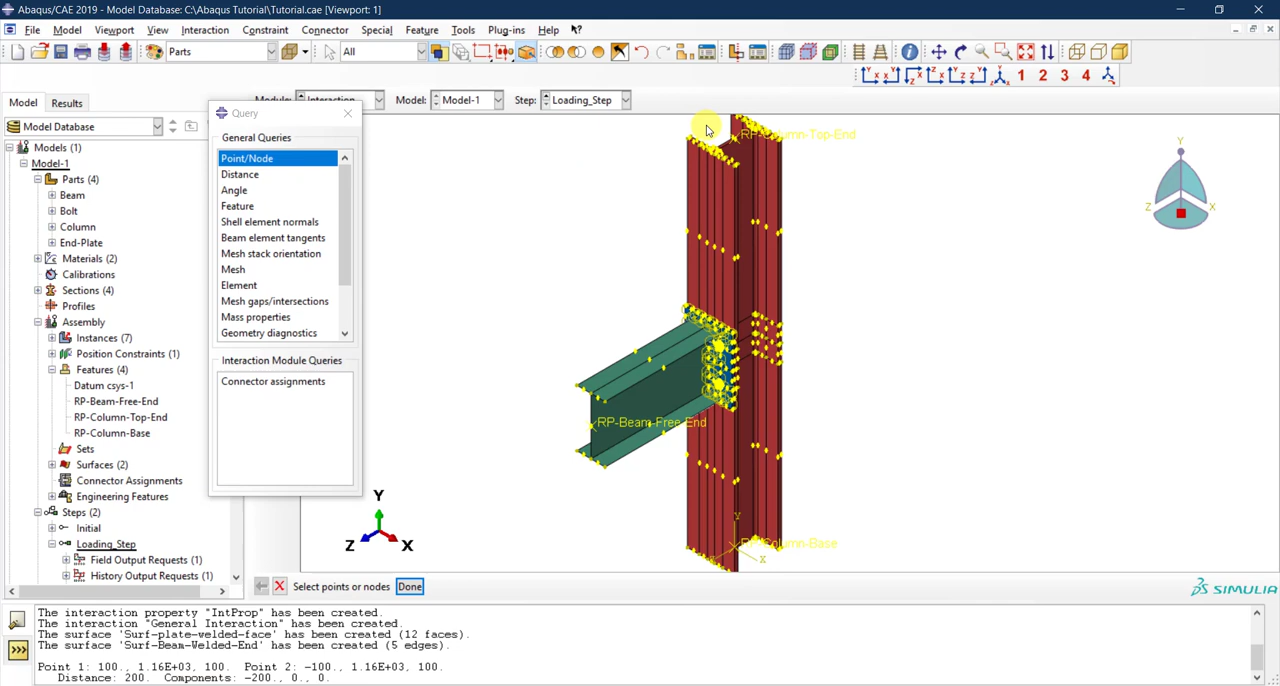 Abaqus/CAE 2019 - Model Database: C:\Abaqus Tutorial\Tutorial.cae [Viewport: 1]
File Model Viewport View Interaction Constraint Connector Special Feature Tools Plug-ins Help
Parts All
1 2 3 4
Model Results
Module: Interaction Model: Model-1 Step: Loading_Step
Model Database
Models (1)
Model-1
Parts (4)
Beam
Bolt
Column
End-Plate
Materials (2)
Calibrations
Sections (4)
Profiles
Assembly
Instances (7)
Position Constraints (1)
Features (4)
Datum csys-1
RP-Beam-Free-End
RP-Column-Top-End
RP-Column-Base
Sets
Surfaces (2)
Connector Assignments
Engineering Features
Steps (2)
Initial
Loading_Step
Field Output Requests (1)
History Output Requests (1)
Query
General Queries
Point/Node
Distance
Angle
Feature
Shell element normals
Beam element tangents
Mesh stack orientation
Mesh
Element
Mesh gaps/intersections
Mass properties
Geometry diagnostics
Interaction Module Queries
Connector assignments
RP-Column-Top-End
RP-Beam-Free End
RP-Column-Base
Y
X
Y
Z X
Y
Z X
Select points or nodes Done
SIMULIA
The interaction property "IntProp" has been created.
The interaction "General Interaction" has been created.
The surface 'Surf-plate-welded-face' has been created (12 faces).
The surface 'Surf-Beam-Welded-End' has been created (5 edges).
Point 1: 100., 1.16E+03, 100. Point 2: -100., 1.16E+03, 100.
Distance: 200. Components: -200., 0., 0.